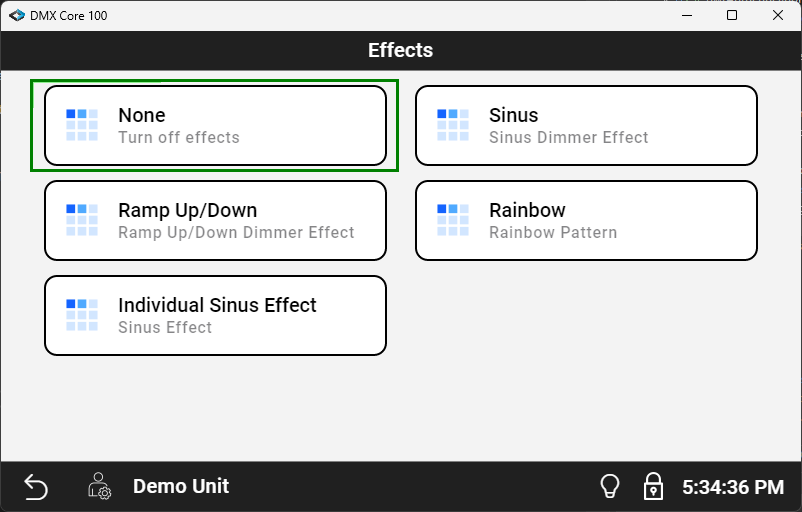 DMX Core 100
Effects
None
Turn off effects
Sinus
Sinus Dimmer Effect
Ramp Up/Down
Ramp Up/Down Dimmer Effect
Rainbow
Rainbow Pattern
Individual Sinus Effect
Sinus Effect
Demo Unit
5:34:36 PM